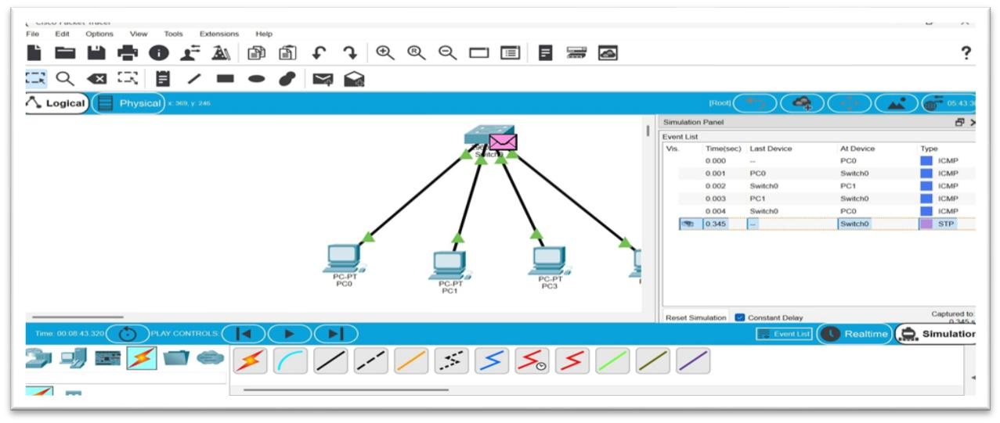 Cisco Packet Tracer
File Edit Options View Tools Extensions Help
Logical Physical x: 369, y: 246 [Root] 05:43:3
Simulation Panel
Event List
Vis. Time(sec) Last Device At Device Type
0.000 -- PC0 ICMP
0.001 PC0 Switch0 ICMP
0.002 Switch0 PC1 ICMP
0.003 PC1 Switch0 ICMP
0.004 Switch0 PC0 ICMP
0.345 -- Switch0 STP
Switch0
PC-PT
PC0
PC-PT
PC1
PC-PT
PC3
Reset Simulation Constant Delay Captured to:
0.345 s
Time: 00:08:43.320 PLAY CONTROLS: Event List Realtime Simulation